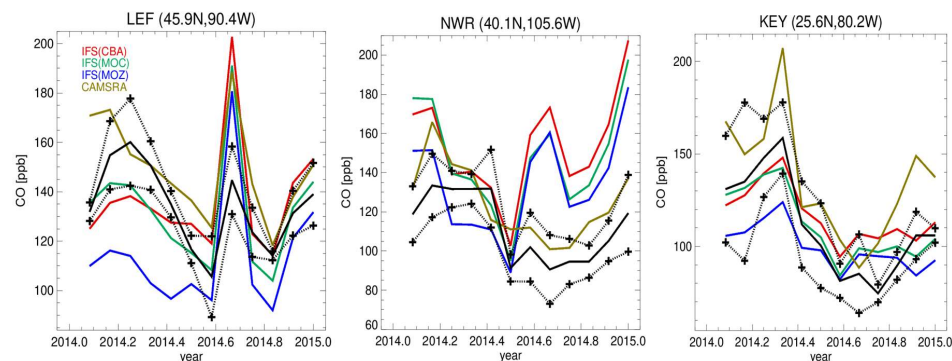 LEF (45.9N,90.4W)
200
180
160
140
120
100
CO [ppb]
IFS(CBA)
IFS(MOC)
IFS(MOZ)
CAMSRA
2014.0 2014.2 2014.4 2014.6 2014.8 2015.0
year
NWR (40.1N,105.6W)
200
180
160
140
120
100
80
60
CO [ppb]
2014.0 2014.2 2014.4 2014.6 2014.8 2015.0
year
KEY (25.6N,80.2W)
200
150
100
CO [ppb]
2014.0 2014.2 2014.4 2014.6 2014.8 2015.0
year